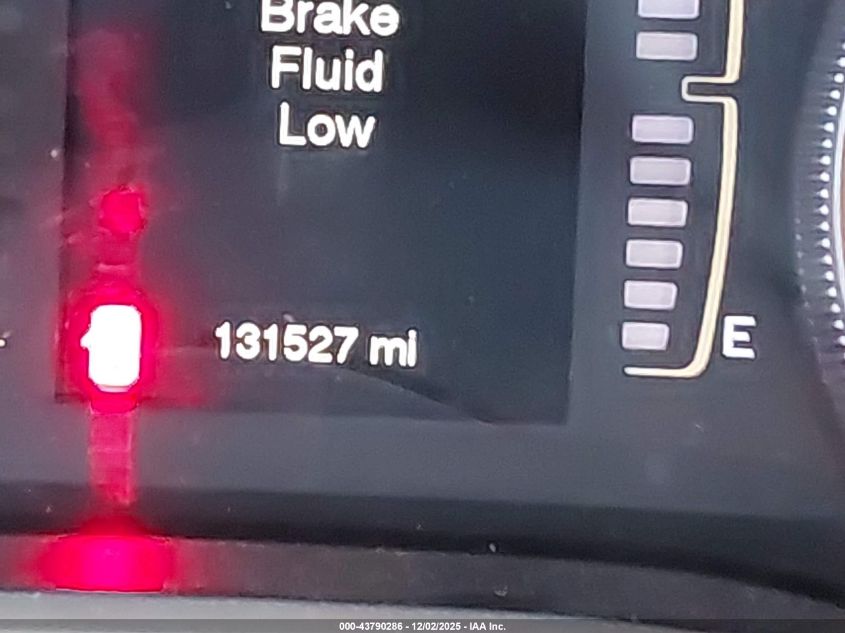 Brake
Fluid
Low
131527 mi
E
000-43790286 - 12/02/2025 - IAA Inc.